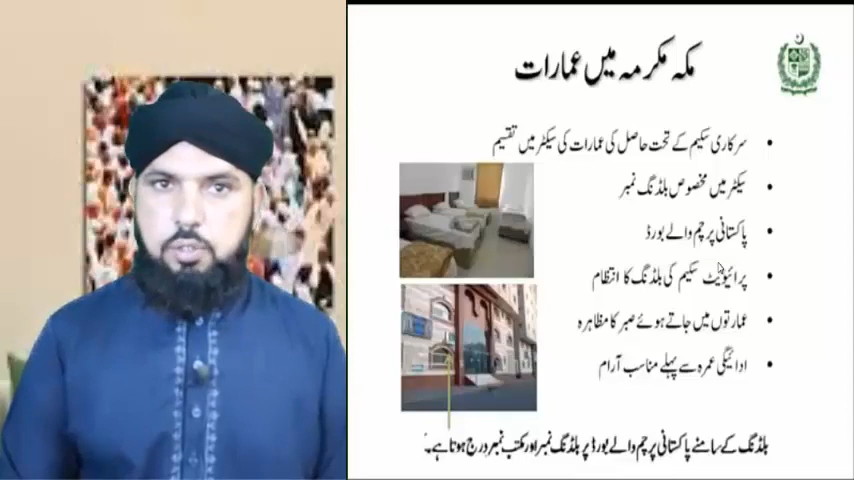 مکہ مکرمہ میں عمارات
سرکاری سکیم کے تحت حاصل کی عمارات کی سیکٹر میں تقسیم
سیکٹر میں مخصوص بلڈنگ نمبر
پاکستانی پرچم والے بورڈ
پرائیویٹ سکیم کی بلڈنگ کا انتظام
عمارتوں میں جاتے ہوئے صبر کا مظاہرہ
ادائیگی عمرہ سے پہلے مناسب آرام
بلڈنگ کے سامنے پاکستانی پرچم والے بورڈ پر بلڈنگ نمبر اور مکتب نمبر درج ہوتا ہے۔